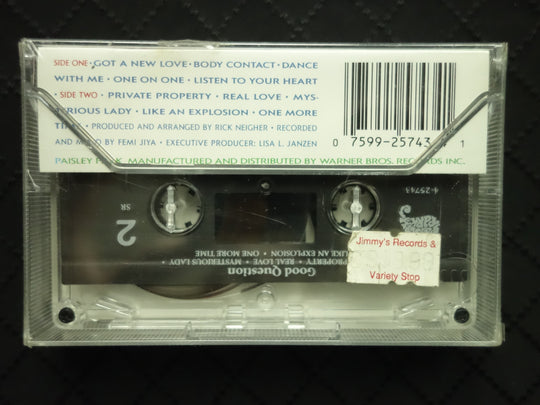 SIDE ONE · GOT A NEW LOVE · BODY CONTACT · DANCE
WITH ME · ONE ON ONE · LISTEN TO YOUR HEART
· SIDE TWO · PRIVATE PROPERTY · REAL LOVE · MYS-
TERIOUS LADY · LIKE AN EXPLOSION · ONE MORE
TIME · PRODUCED AND ARRANGED BY RICK NEIGHER · RECORDED
AND MIXED BY FEMI JIYA · EXECUTIVE PRODUCER: LISA L. JANZEN
PAISLEY PARK MANUFACTURED AND DISTRIBUTED BY WARNER BROS. RECORDS INC.
0 7599-25743 1
4-25743
2
SR
Jimmy's Records &
Variety Stop
Good Question
PROPERTY · REAL LOVE · MYSTERIOUS LADY ·
LIKE AN EXPLOSION · ONE MORE TIME